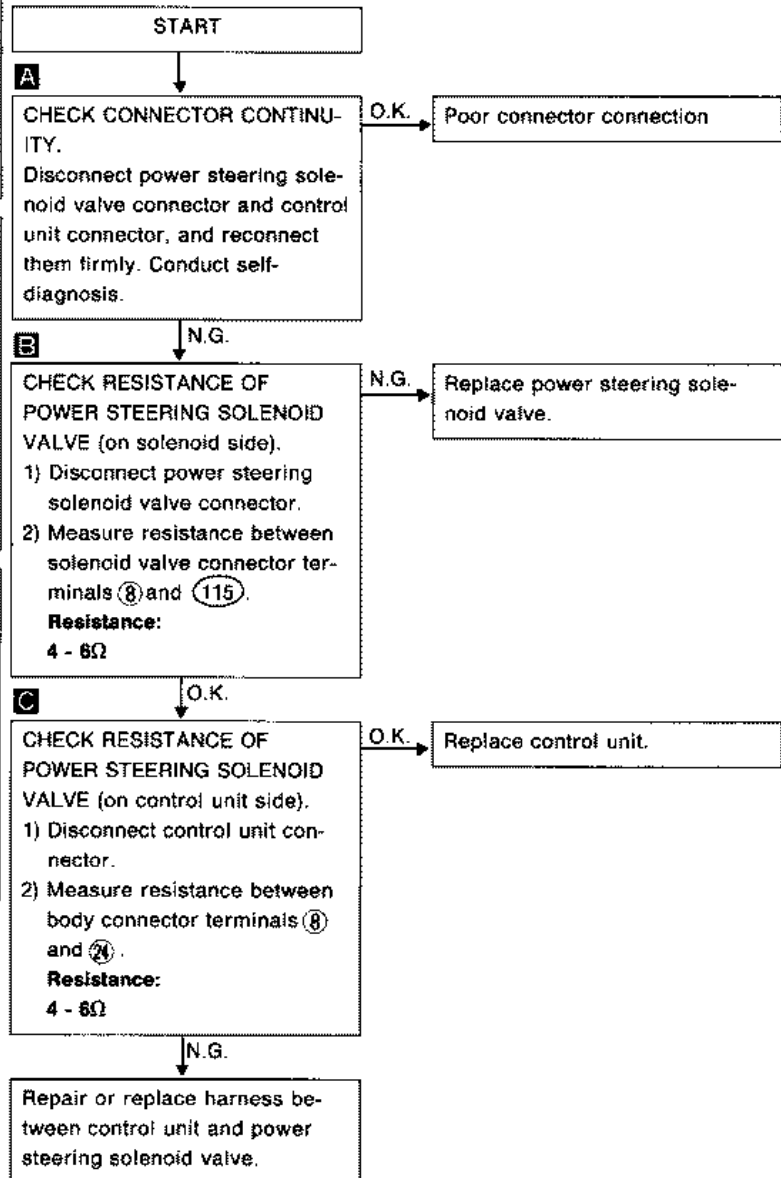 START
A
CHECK CONNECTOR CONTINU-
ITY.
Disconnect power steering sole-
noid valve connector and control
unit connector, and reconnect
them firmly. Conduct self-
diagnosis.
O.K.
Poor connector connection
N.G.
B
CHECK RESISTANCE OF
POWER STEERING SOLENOID
VALVE (on solenoid side).
1) Disconnect power steering
solenoid valve connector.
2) Measure resistance between
solenoid valve connector ter-
minals ⑧ and (115).
Resistance:
4 - 6Ω
N.G.
Replace power steering sole-
noid valve.
O.K.
C
CHECK RESISTANCE OF
POWER STEERING SOLENOID
VALVE (on control unit side).
1) Disconnect control unit con-
nector.
2) Measure resistance between
body connector terminals ⑧
and ㉔.
Resistance:
4 - 6Ω
O.K.
Replace control unit.
N.G.
Repair or replace harness be-
tween control unit and power
steering solenoid valve.